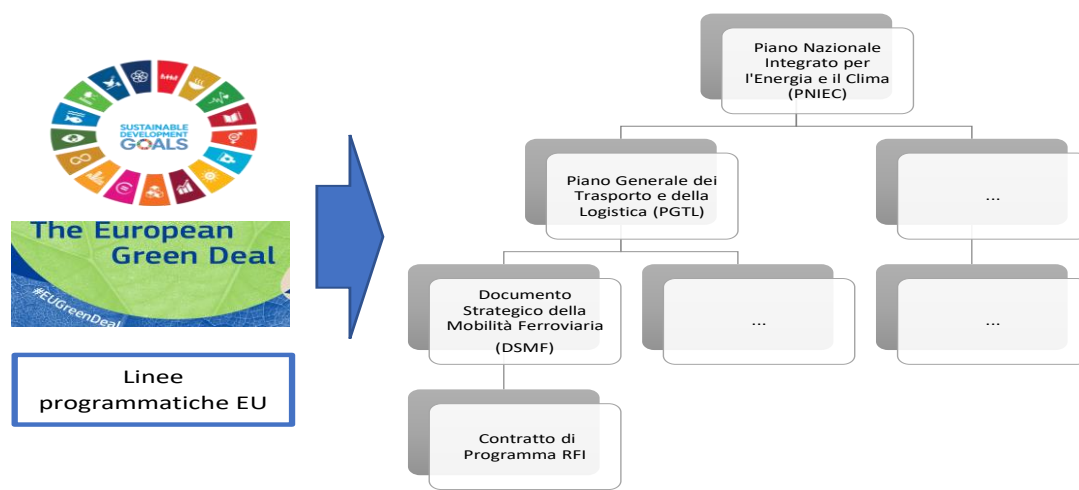 SUSTAINABLE
DEVELOPMENT
GOALS
The European
Green Deal
#EUGreenDeal
Linee
programmatiche EU
Piano Nazionale
Integrato per
l'Energia e il Clima
(PNIEC)
Piano Generale dei
Trasporto e della
Logistica (PGTL)
...
Documento
Strategico della
Mobilità Ferroviaria
(DSMF)
...
...
Contratto di
Programma RFI